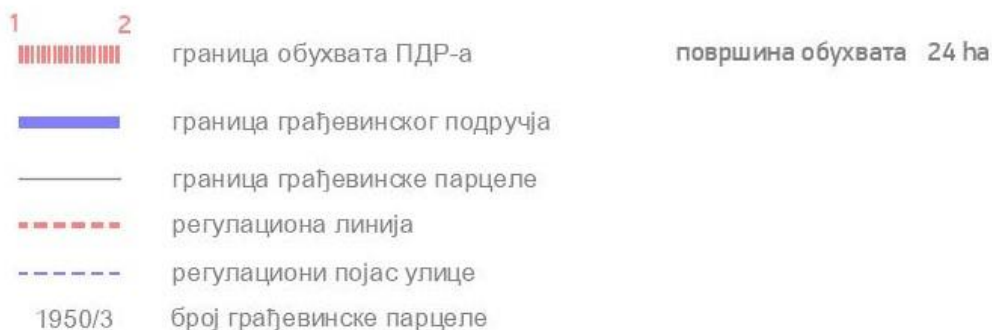 1 2
граница обухвата ПДР-а површина обухвата 24 ha
граница грађевинског подручја
граница грађевинске парцеле
регулациона линија
регулациони појас улице
1950/3 број грађевинске парцеле